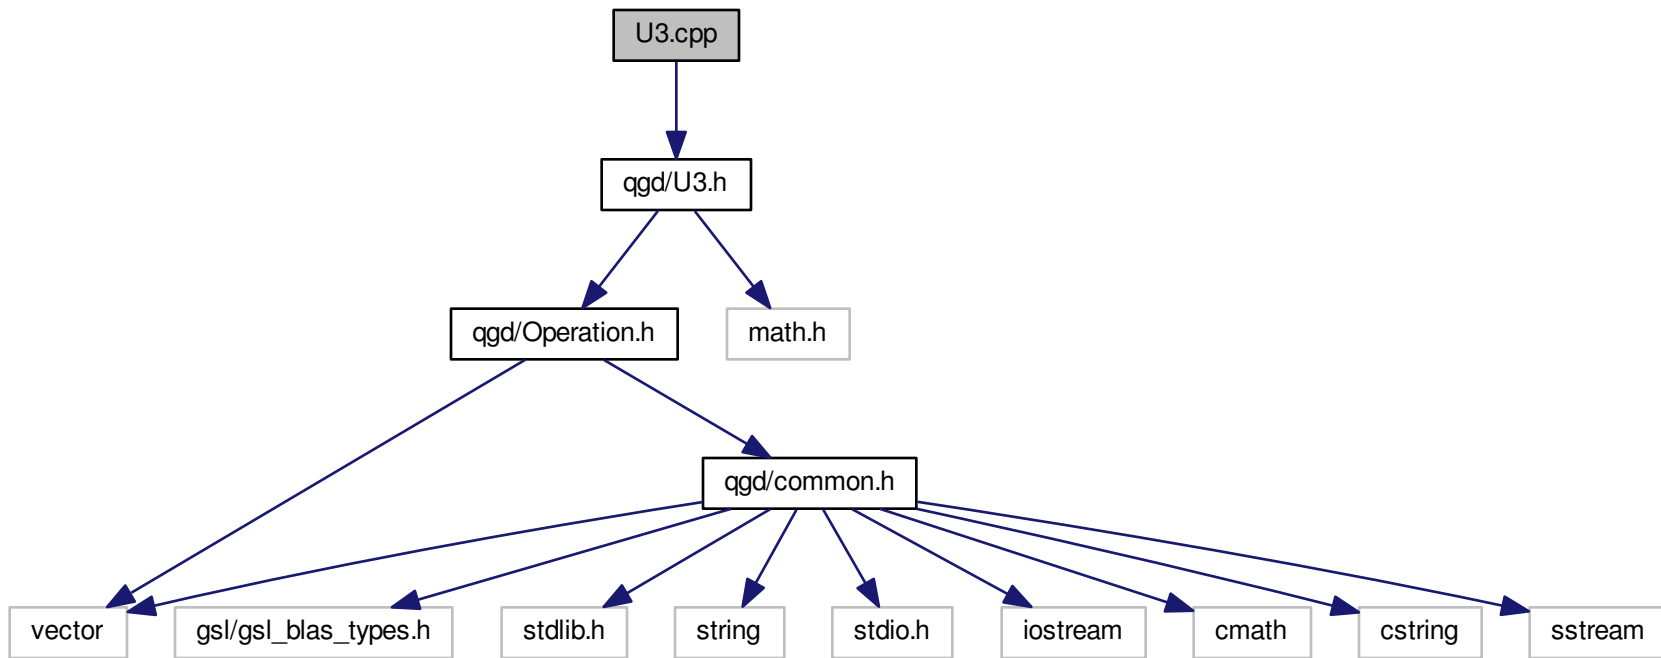 U3.cpp
qgd/U3.h
qgd/Operation.h
math.h
qgd/common.h
vector
gsl/gsl_blas_types.h
stdlib.h
string
stdio.h
iostream
cmath
cstring
sstream